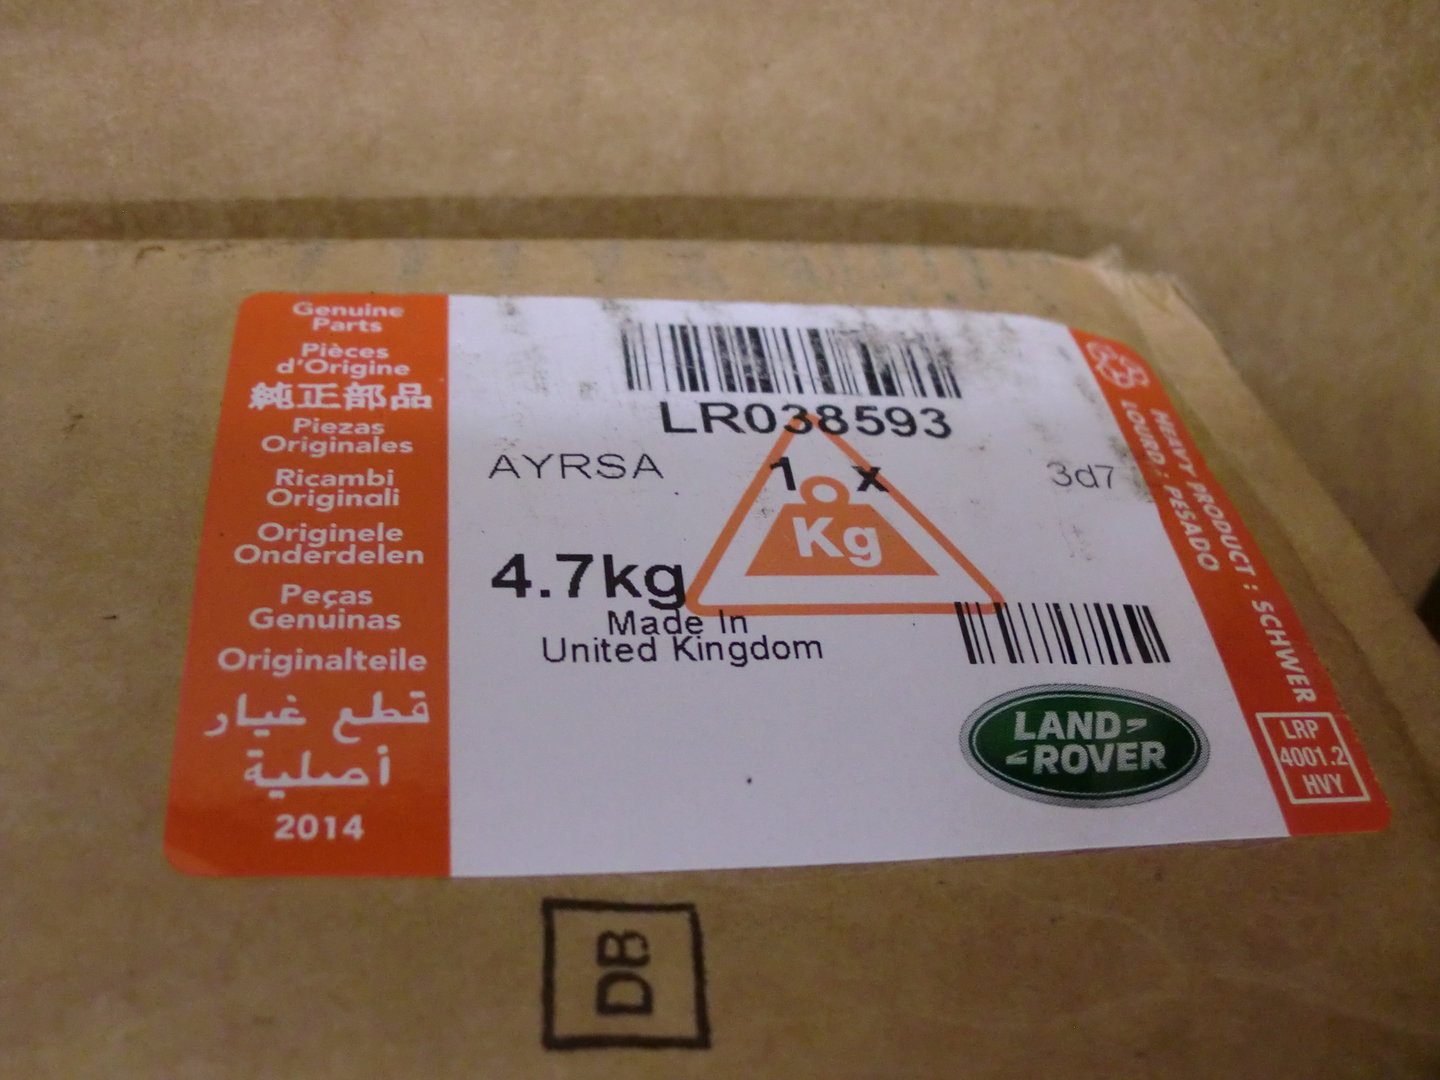 Genuine
Parts
Pièces
d'Origine
純正部品
Piezas
Originales
Ricambi
Originali
Originele
Onderdelen
Peças
Genuinas
Originalteile
قطع غيار
أصلية
2014
LR038593
AYRSA
1 x
3d7
Kg
4.7kg
Made In
United Kingdom
LAND
ROVER
HEAVY PRODUCT : SCHWER
LOURD : PESADO
LRP
4001.2
HVY
DB